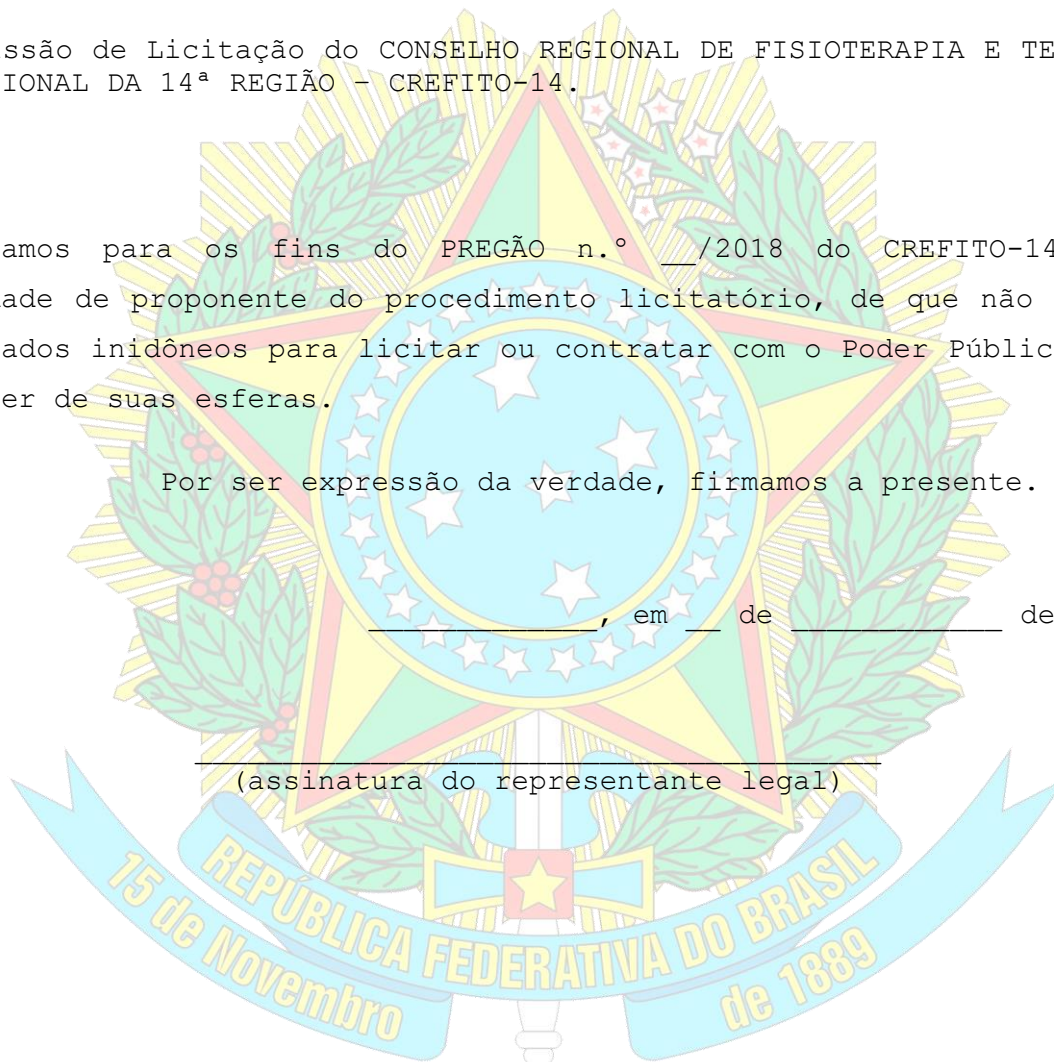 ssão de Licitação do CONSELHO REGIONAL DE FISIOTERAPIA E TE
IONAL DA 14ª REGIÃO – CREFITO-14.
amos para os fins do PREGÃO n.º __/2018 do CREFITO-14
dade de proponente do procedimento licitatório, de que não
ados inidôneos para licitar ou contratar com o Poder Públic
er de suas esferas.
Por ser expressão da verdade, firmamos a presente.
_____________, em __ de ____________ de
_______________________________________
(assinatura do representante legal)
REPÚBLICA FEDERATIVA DO BRASIL
15 de Novembro de 1889